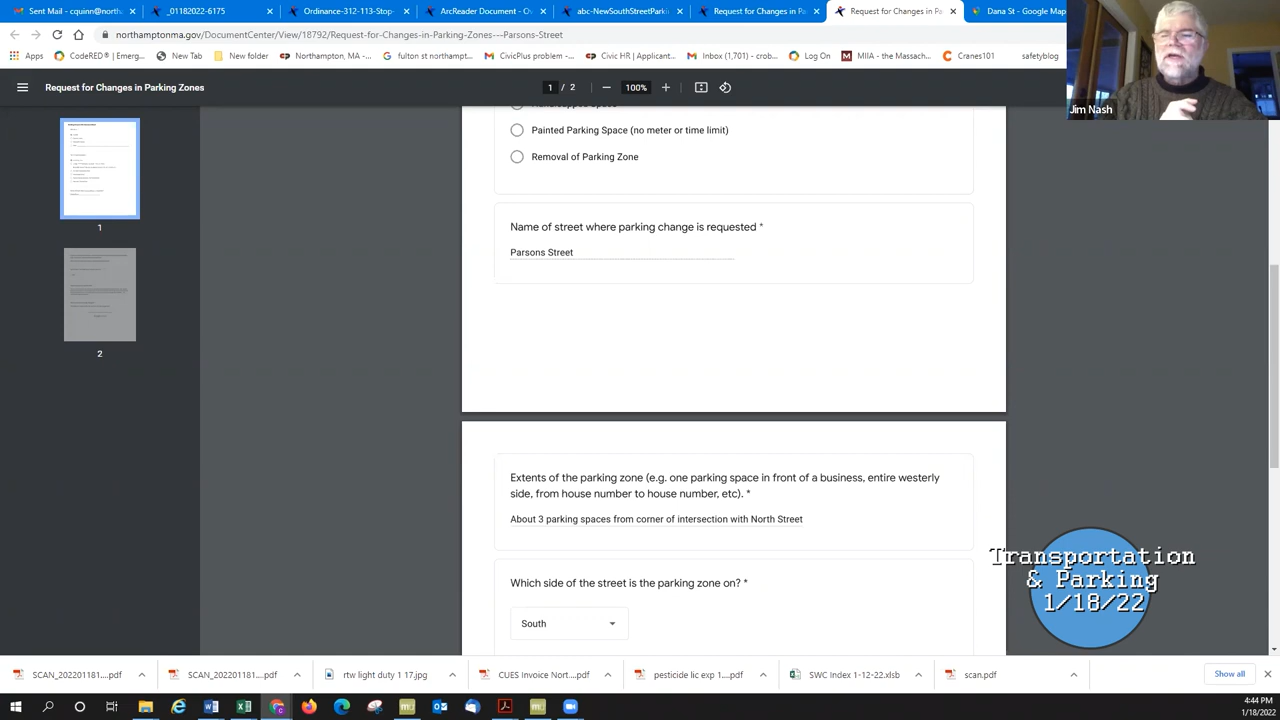 Sent Mail - cquinn@north
_01182022-6175
Ordinance-312-113-Stop-
ArcReader Document - Civ
abc-NewSouthStreetParki
Request for Changes in Pa
Request for Changes in Pa
Dana St - Google Map
northamptonma.gov/DocumentCenter/View/18792/Request-for-Changes-in-Parking-Zones---Parsons-Street
Apps
CodeRED® | Emerg...
New Tab
New folder
Northampton, MA -...
fulton st northampt...
CivicPlus problem -...
Civic HR | Applicant...
Inbox (1,701) - crob...
Log On
MIIA - the Massach...
Cranes101
safetyblog
Request for Changes in Parking Zones
1 / 2
100%
Jim Nash
1
2
Painted Parking Space (no meter or time limit)
Removal of Parking Zone
Name of street where parking change is requested *
Parsons Street
Extents of the parking zone (e.g. one parking space in front of a business, entire westerly
side, from house number to house number, etc). *
About 3 parking spaces from corner of intersection with North Street
Which side of the street is the parking zone on? *
South
Transportation
& Parking
1/18/22
SCAN_202201181....pdf
SCAN_202201181....pdf
rtw light duty 1 17.jpg
CUES Invoice Nort....pdf
pesticide lic exp 1....pdf
SWC Index 1-12-22.xlsb
scan.pdf
Show all
4:44 PM
1/18/2022